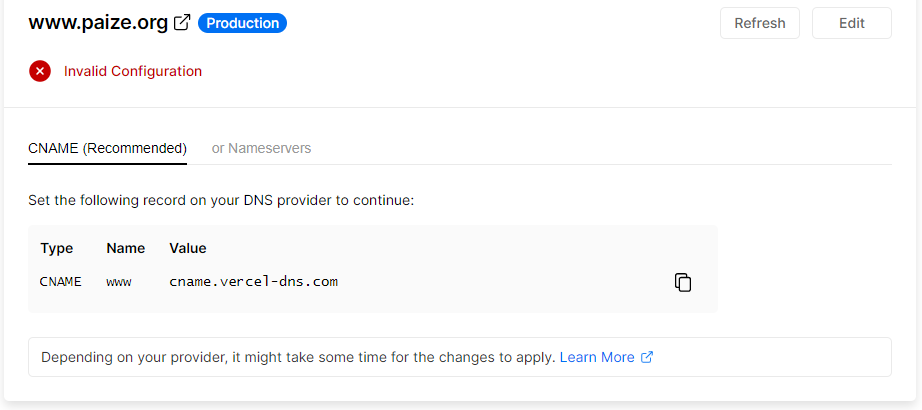 www.paize.org Production Refresh Edit
Invalid Configuration
CNAME (Recommended) or Nameservers
Set the following record on your DNS provider to continue:
Type Name Value
CNAME www cname.vercel-dns.com
Depending on your provider, it might take some time for the changes to apply. Learn More